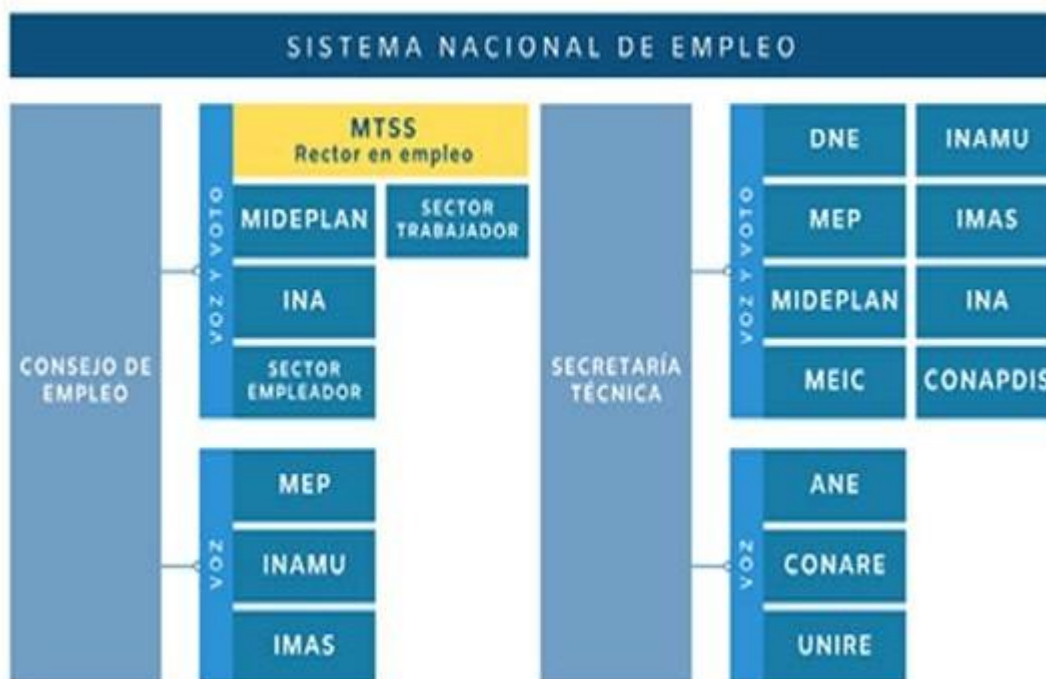 SISTEMA NACIONAL DE EMPLEO
CONSEJO DE
EMPLEO
VOZ Y VOTO
MTSS
Rector en empleo
MIDEPLAN
SECTOR
TRABAJADOR
INA
SECTOR
EMPLEADOR
VOZ
MEP
INAMU
IMAS
SECRETARÍA
TÉCNICA
VOZ Y VOTO
DNE
INAMU
MEP
IMAS
MIDEPLAN
INA
MEIC
CONAPDIS
VOZ
ANE
CONARE
UNIRE